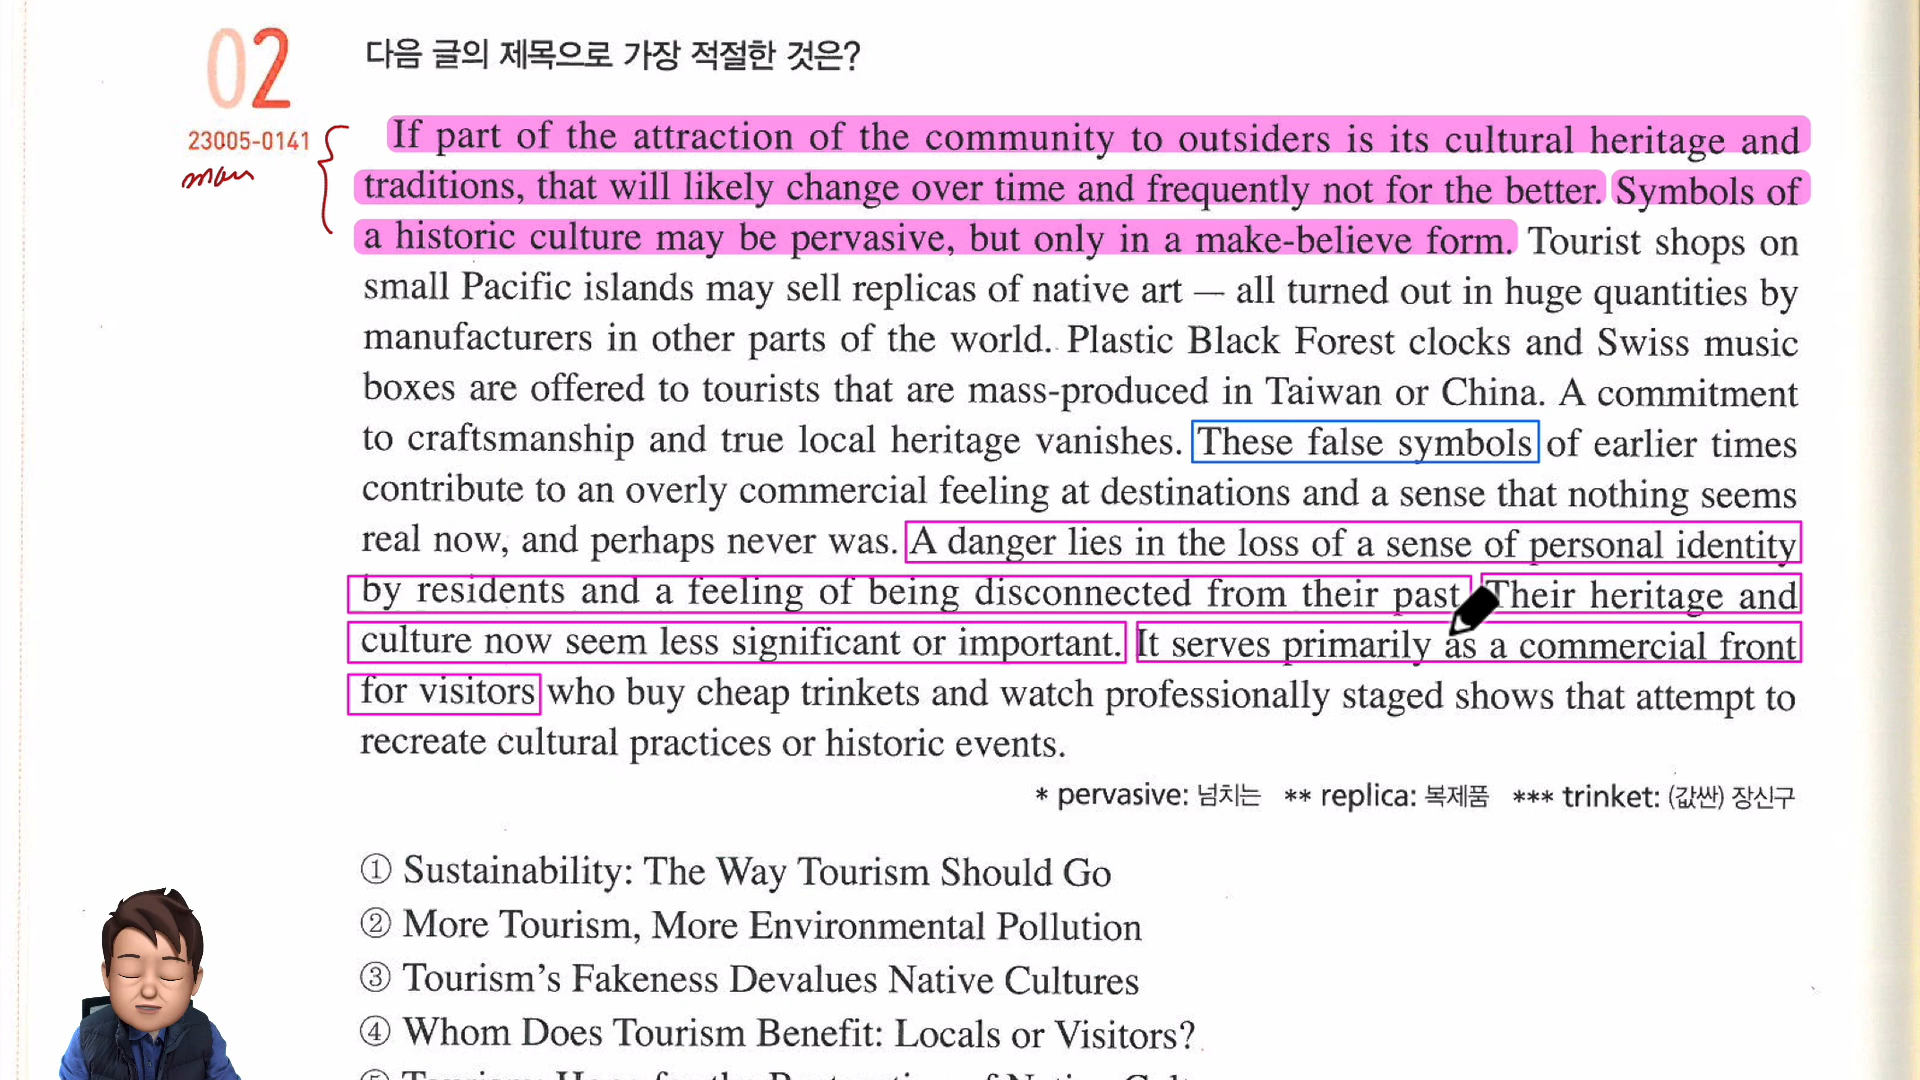 02
다음 글의 제목으로 가장 적절한 것은?
23005-0141
main
If part of the attraction of the community to outsiders is its cultural heritage and
traditions, that will likely change over time and frequently not for the better. Symbols of
a historic culture may be pervasive, but only in a make-believe form. Tourist shops on
small Pacific islands may sell replicas of native art — all turned out in huge quantities by
manufacturers in other parts of the world. Plastic Black Forest clocks and Swiss music
boxes are offered to tourists that are mass-produced in Taiwan or China. A commitment
to craftsmanship and true local heritage vanishes. These false symbols of earlier times
contribute to an overly commercial feeling at destinations and a sense that nothing seems
real now, and perhaps never was. A danger lies in the loss of a sense of personal identity
by residents and a feeling of being disconnected from their past Their heritage and
culture now seem less significant or important. It serves primarily as a commercial front
for visitors who buy cheap trinkets and watch professionally staged shows that attempt to
recreate cultural practices or historic events.
* pervasive: 넘치는 ** replica: 복제품 *** trinket: (값싼) 장신구
① Sustainability: The Way Tourism Should Go
② More Tourism, More Environmental Pollution
③ Tourism's Fakeness Devalues Native Cultures
④ Whom Does Tourism Benefit: Locals or Visitors?